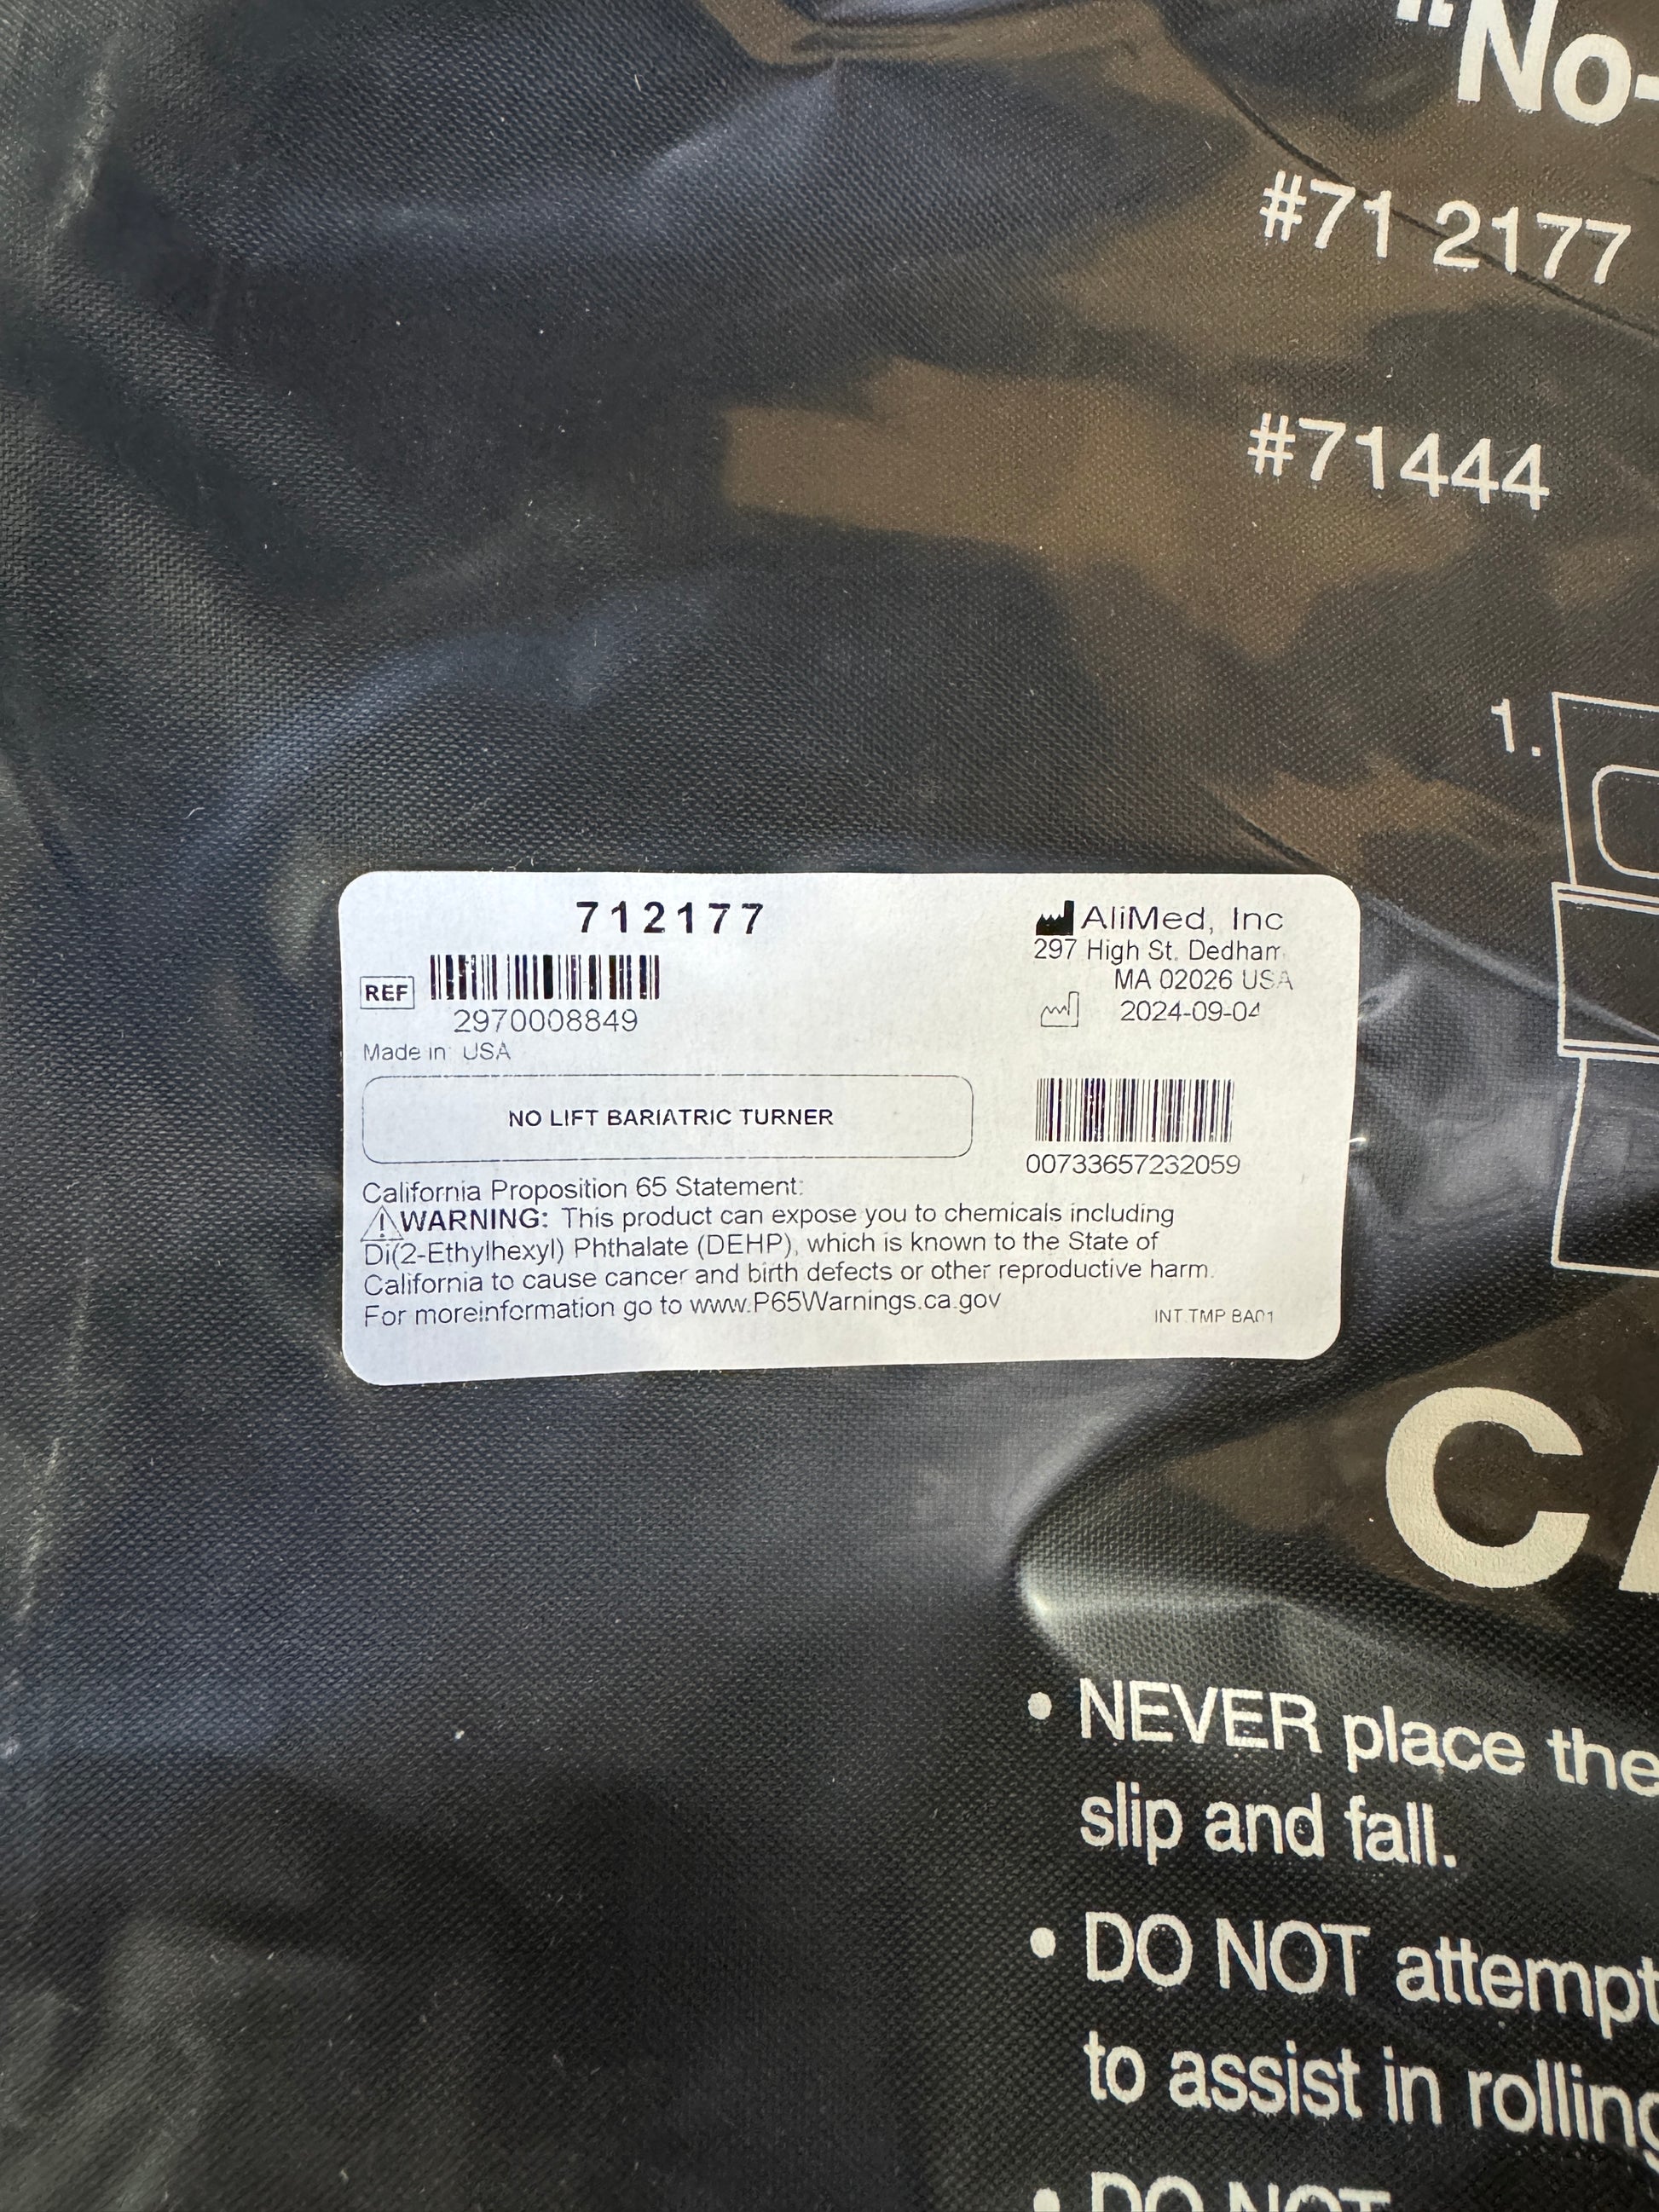 "No-
#71 2177
#71444
1.
712177
REF
2970008849
Made in USA
NO LIFT BARIATRIC TURNER
AliMed, Inc
297 High St. Dedham
MA 02026 USA
2024-09-04
00733657232059
California Proposition 65 Statement:
WARNING: This product can expose you to chemicals including
Di(2-Ethylhexyl) Phthalate (DEHP), which is known to the State of
California to cause cancer and birth defects or other reproductive harm.
For moreinformation go to www.P65Warnings.ca.gov
INT.TMP BA01
CA
• NEVER place the
slip and fall.
• DO NOT attempt
to assist in rolling
• DO NOT